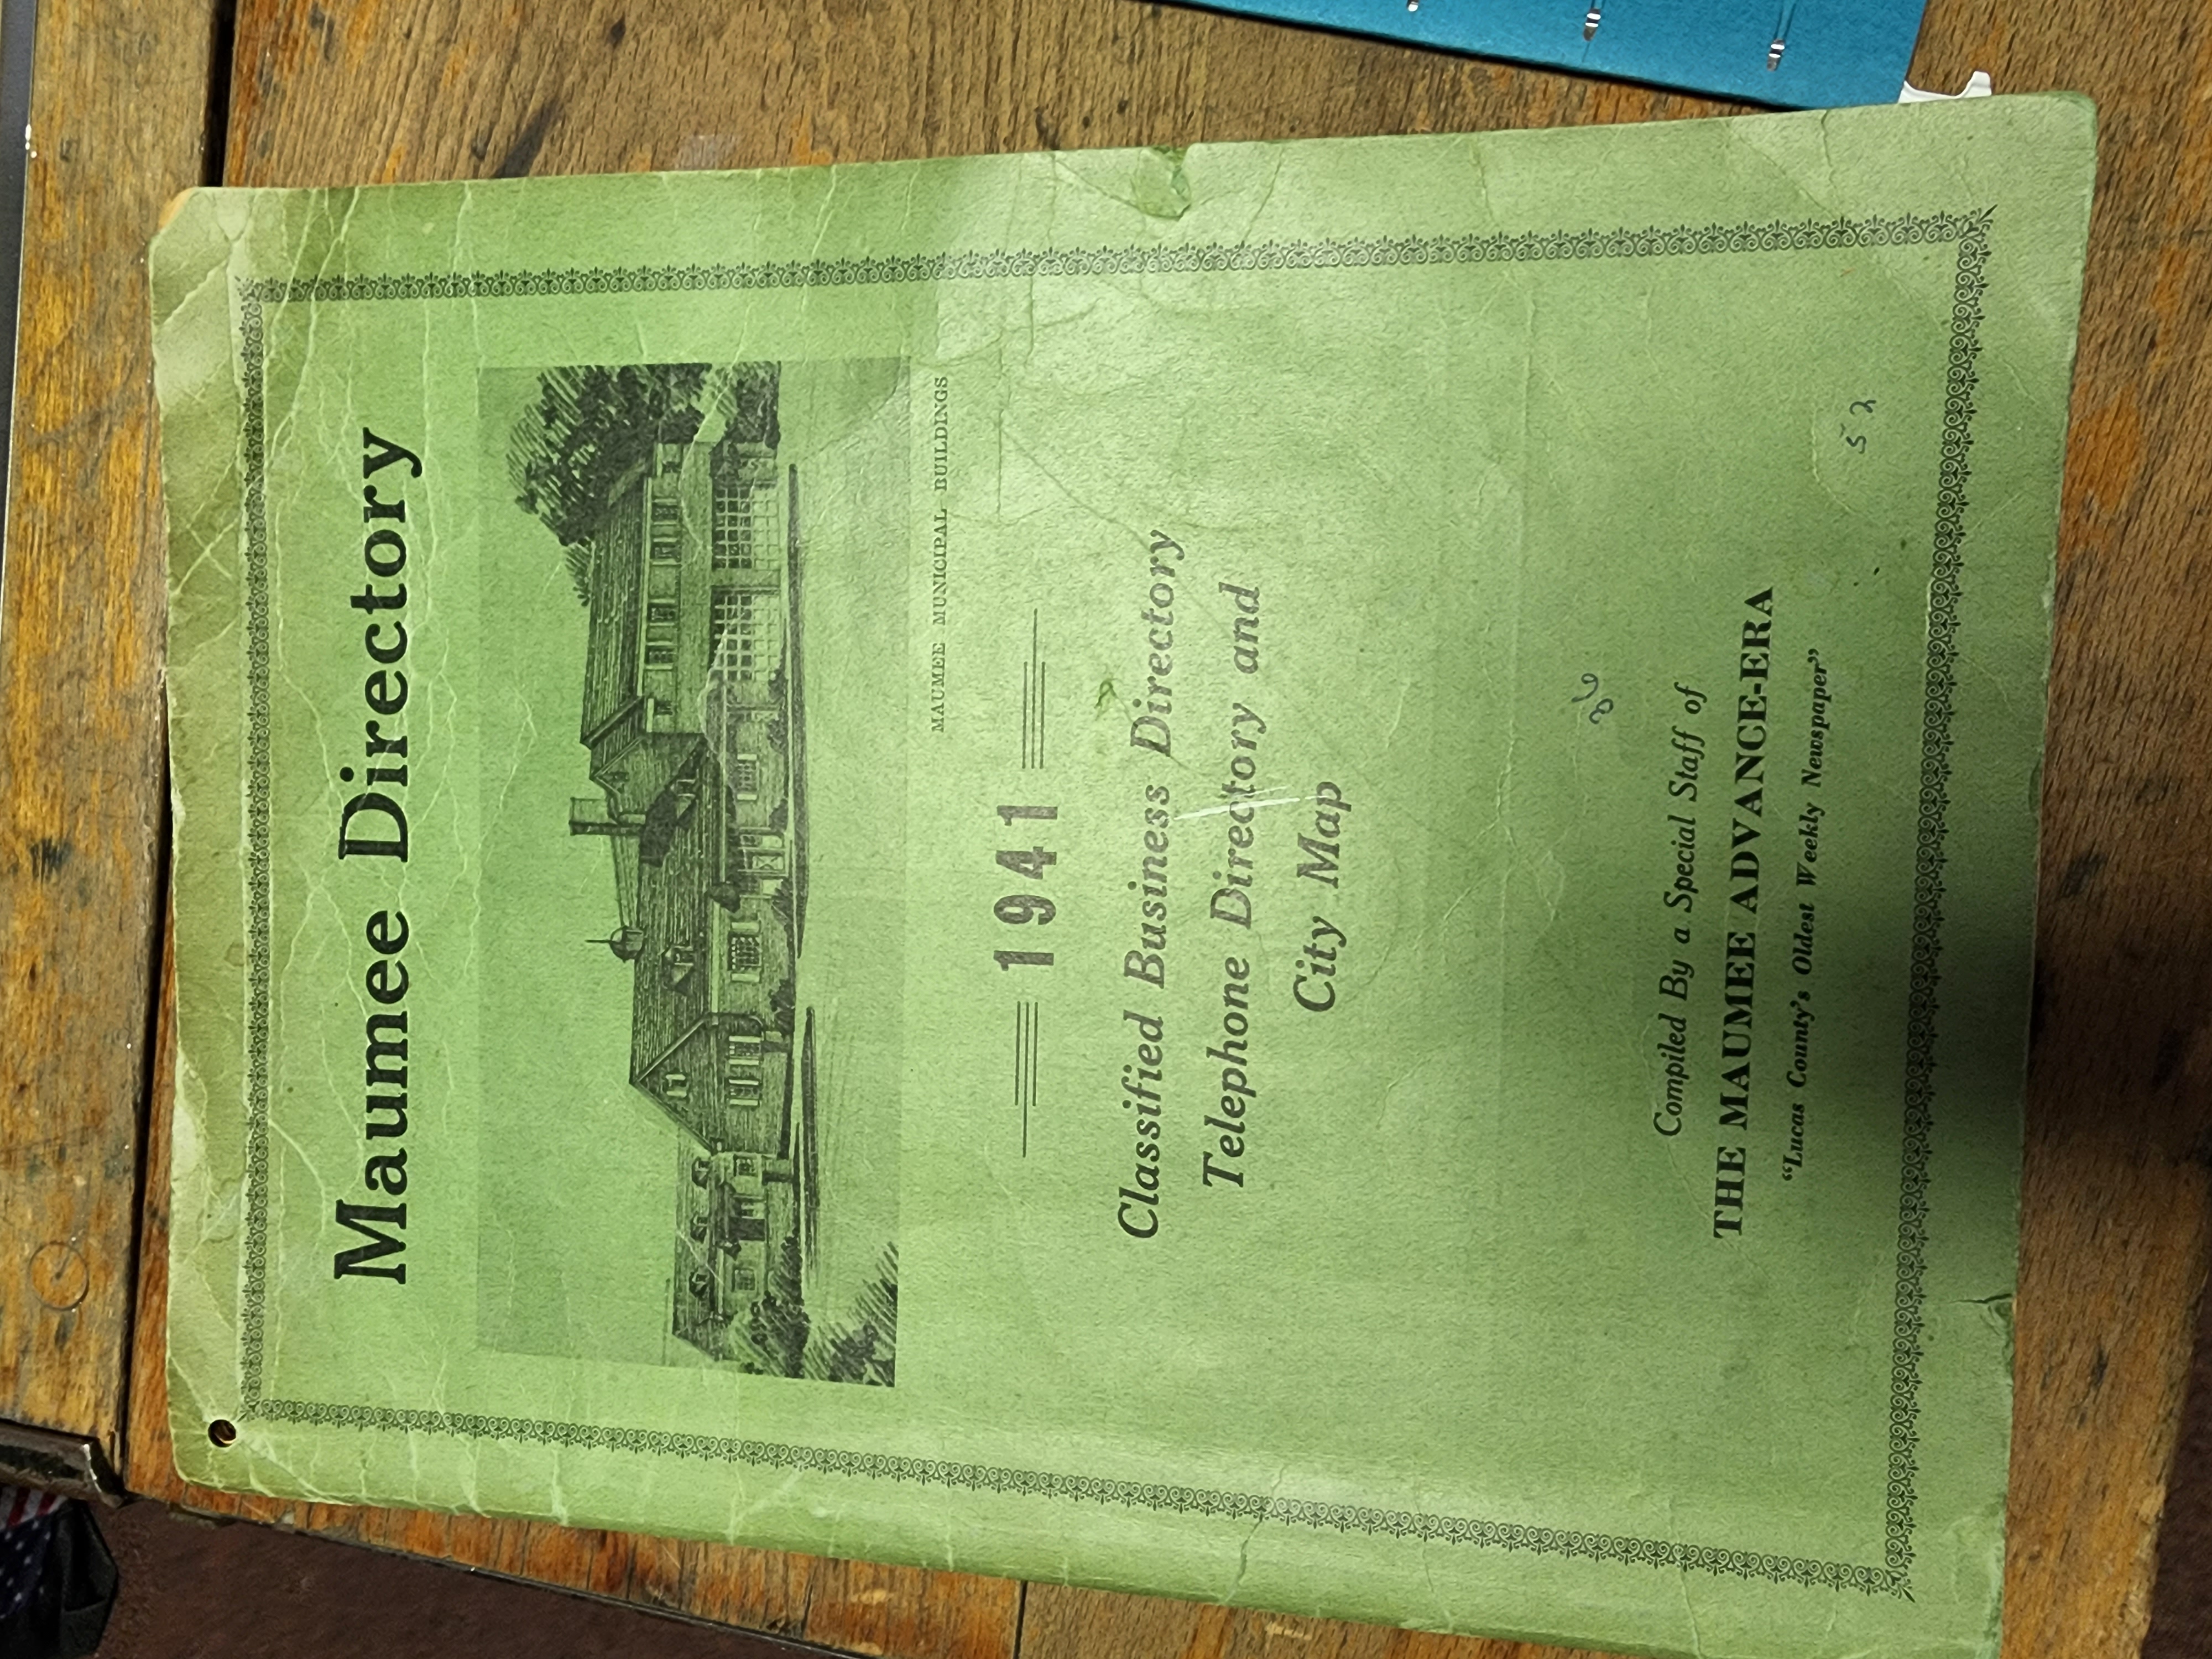 Maumee Directory
MAUMEE MUNICIPAL BUILDINGS
1941
Classified Business Directory
Telephone Directory and
City Map
Compiled By a Special Staff of
THE MAUMEE ADVANCE-ERA
"Lucas County's Oldest Weekly Newspaper"
52